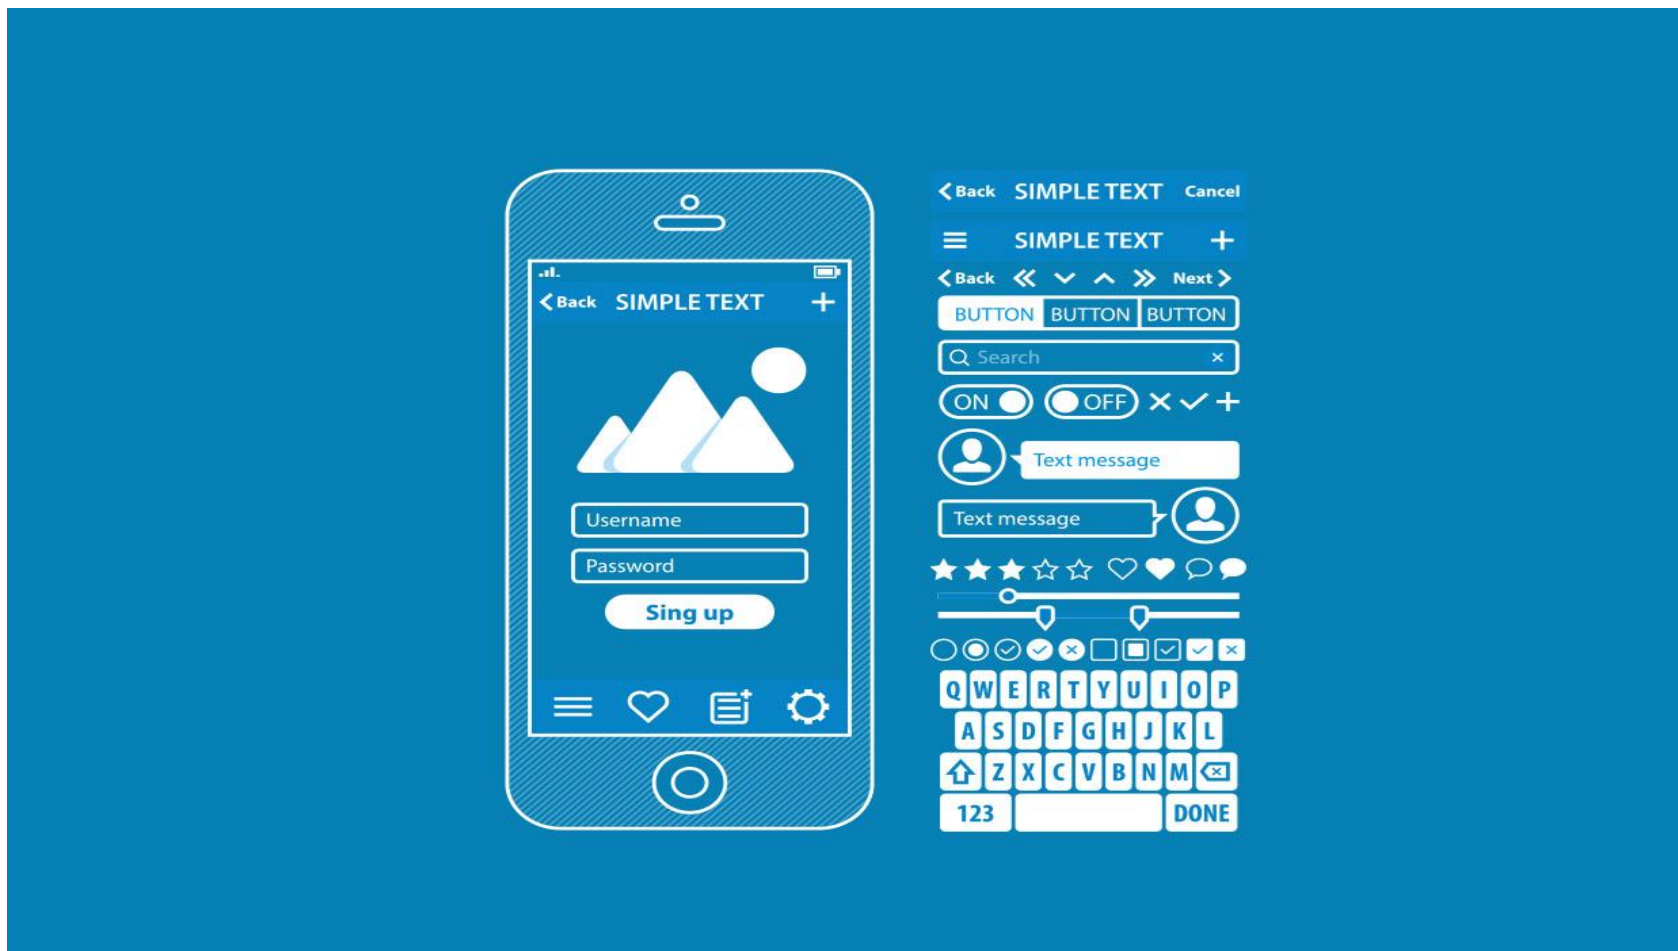 Back SIMPLE TEXT
Username
Password
Sing up
Back SIMPLE TEXT Cancel
SIMPLE TEXT
Back Next
BUTTON BUTTON BUTTON
Search
ON OFF
Text message
Text message
Q W E R T Y U I O P
A S D F G H J K L
Z X C V B N M
123 DONE